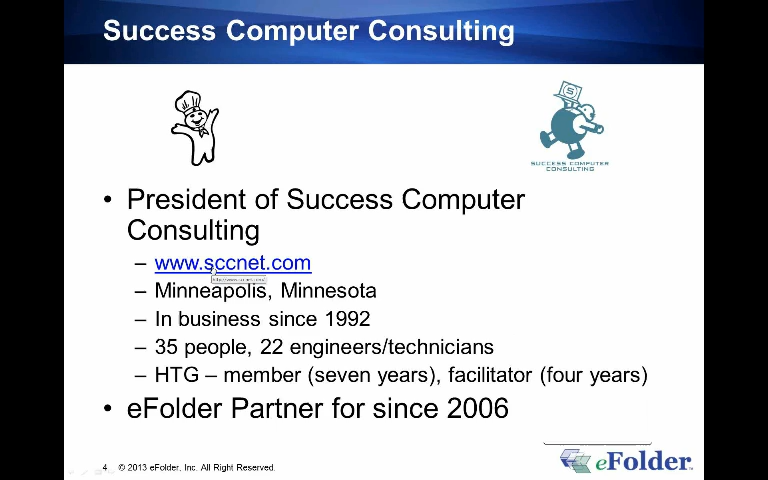 Success Computer Consulting
SUCCESS COMPUTER
CONSULTING
• President of Success Computer
Consulting
– www.sccnet.com
– Minneapolis, Minnesota
– In business since 1992
– 35 people, 22 engineers/technicians
– HTG – member (seven years), facilitator (four years)
• eFolder Partner for since 2006
4 © 2013 eFolder, Inc. All Right Reserved.
eFolder